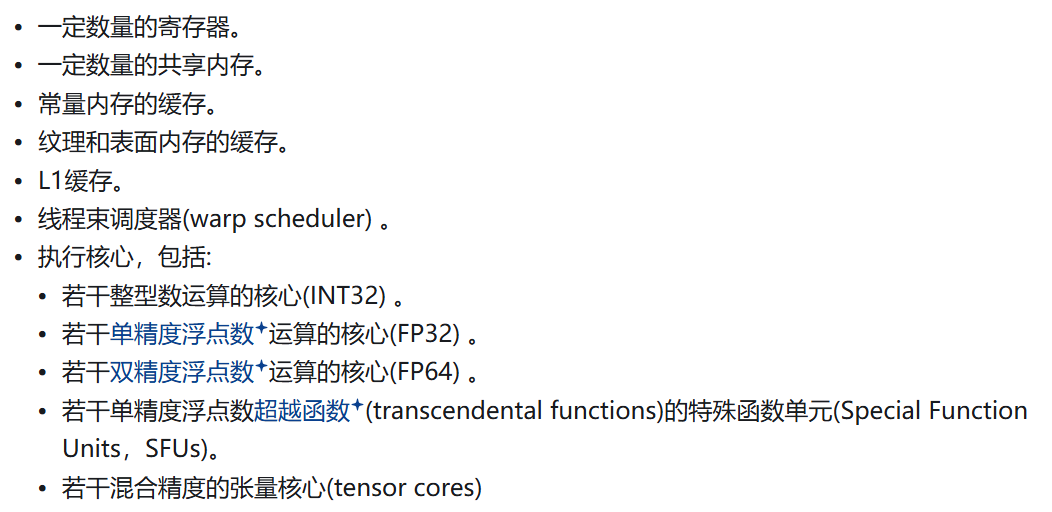 • 一定数量的寄存器。
• 一定数量的共享内存。
• 常量内存的缓存。
• 纹理和表面内存的缓存。
• L1缓存。
• 线程束调度器(warp scheduler) 。
• 执行核心，包括:
• 若干整型数运算的核心(INT32) 。
• 若干单精度浮点数运算的核心(FP32) 。
• 若干双精度浮点数运算的核心(FP64) 。
• 若干单精度浮点数超越函数(transcendental functions)的特殊函数单元(Special Function
Units，SFUs)。
• 若干混合精度的张量核心(tensor cores)